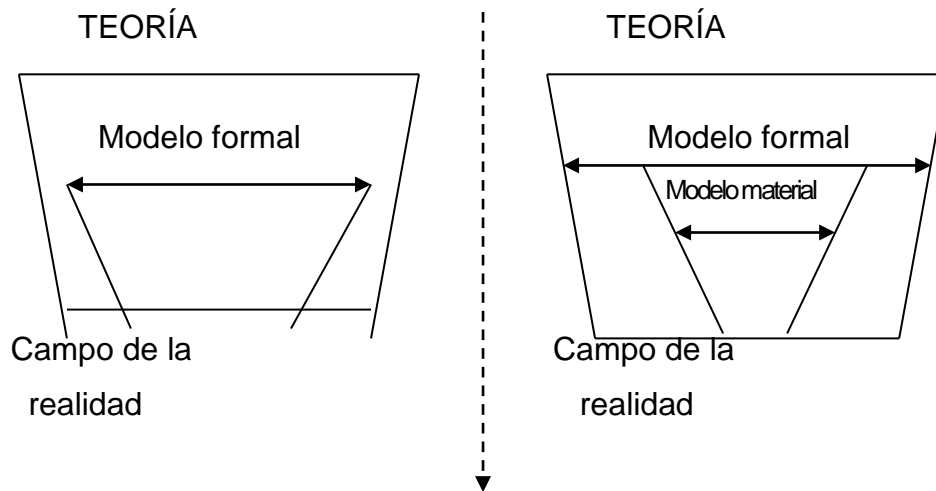 TEORÍA
Modelo formal
Campo de la
realidad
TEORÍA
Modelo formal
Modelo material
Campo de la
realidad